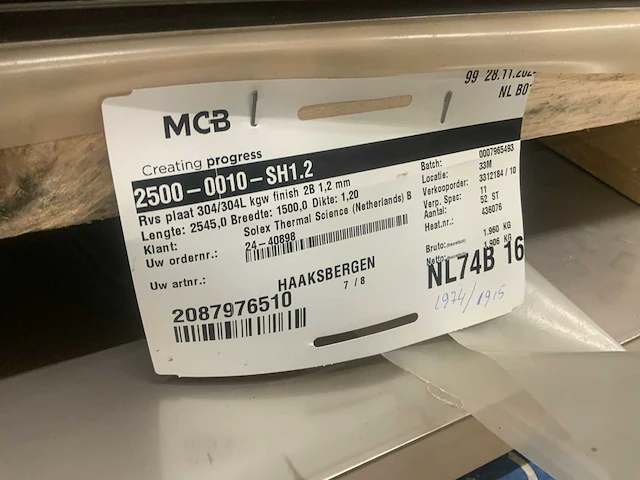 99 28.11.202
NL BO
MCB
Creating progress
2500-0010-SH1.2
Rvs plaat 304/304L kgw finish 2B 1,2 mm
Lengte: 2545,0 Breedte: 1500,0 Dikte: 1,20
Klant: Solex Thermal Science (Netherlands) B
Uw ordernr.: 24-40898
Uw artnr.:
HAAKSBERGEN
7 / 8
2087976510
Batch: 0007965493
Locatie: 33M
Verkooporder: 3312184 / 10
Verp. Spec: 11
Aantal: 52 ST
Heat.nr.: 436076
Bruto: 1.960 KG
Netto: 1.906 KG
NL74B 16
1974/1915